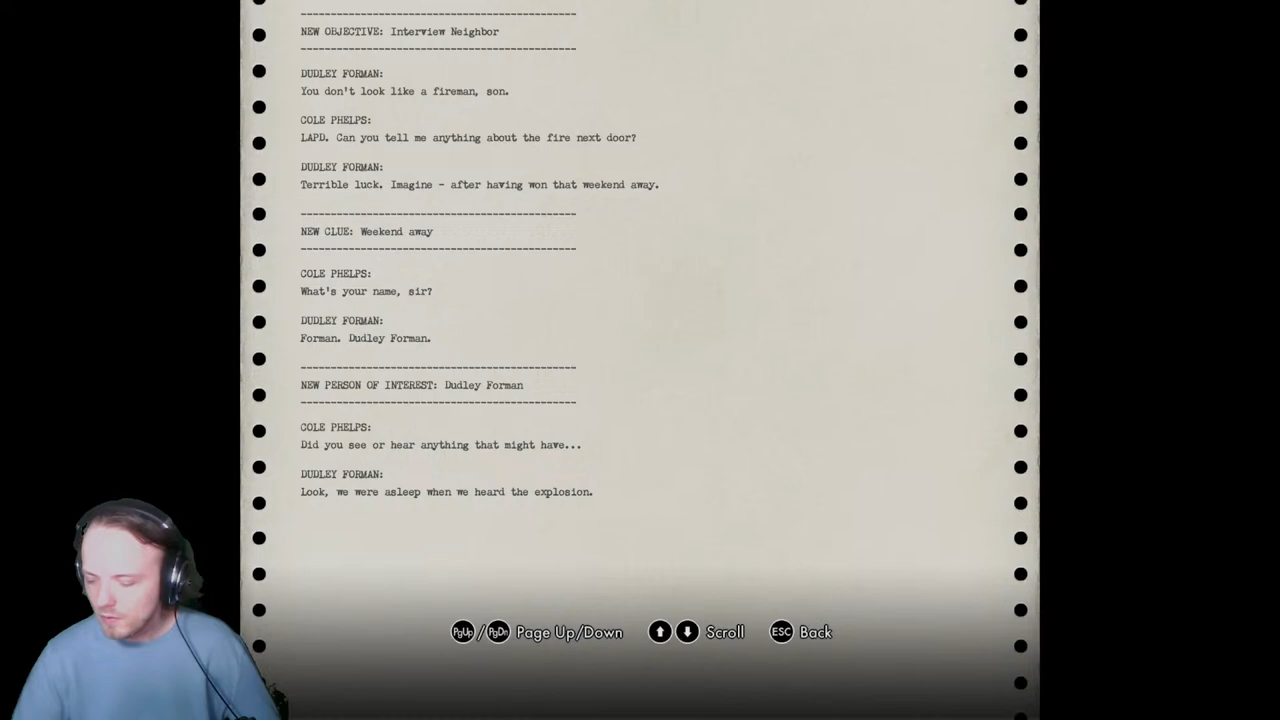 ------------------------------------------------
NEW OBJECTIVE: Interview Neighbor
------------------------------------------------
DUDLEY FORMAN:
You don't look like a fireman, son.
COLE PHELPS:
LAPD. Can you tell me anything about the fire next door?
DUDLEY FORMAN:
Terrible luck. Imagine - after having won that weekend away.
------------------------------------------------
NEW CLUE: Weekend away
------------------------------------------------
COLE PHELPS:
What's your name, sir?
DUDLEY FORMAN:
Forman. Dudley Forman.
------------------------------------------------
NEW PERSON OF INTEREST: Dudley Forman
------------------------------------------------
COLE PHELPS:
Did you see or hear anything that might have...
DUDLEY FORMAN:
Look, we were asleep when we heard the explosion.
PgUp / PgDn Page Up/Down Scroll ESC Back